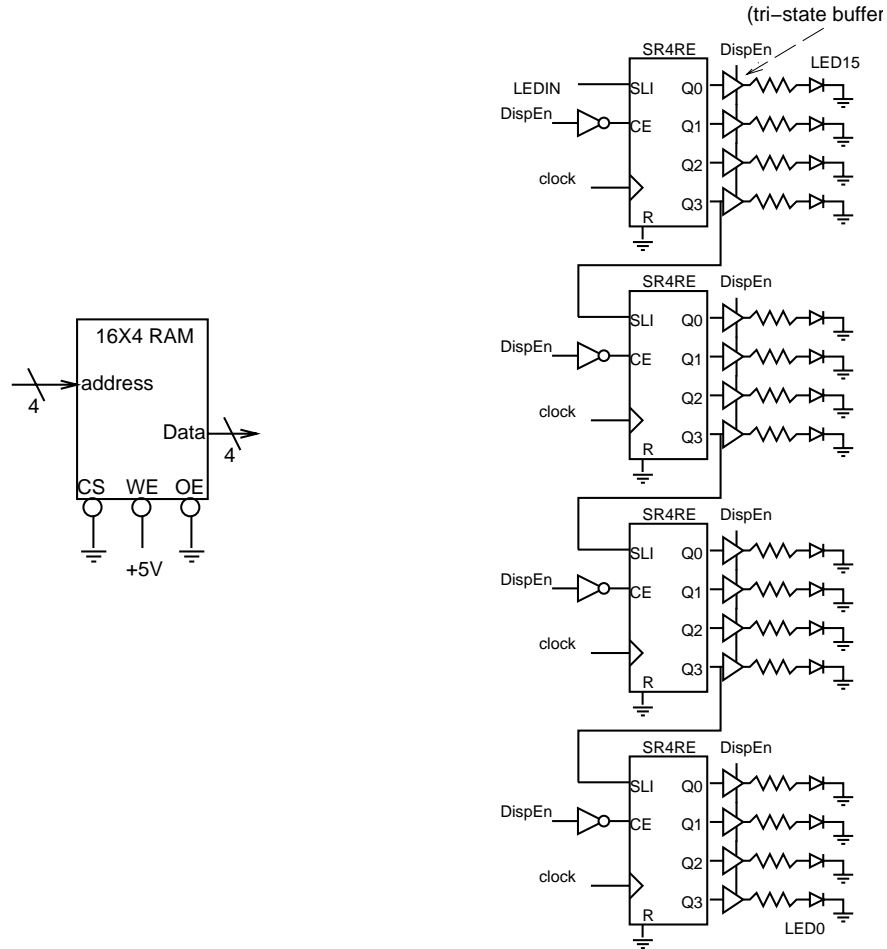 (tri-state buffer
SR4RE DispEn
LED15
LEDIN SLI Q0
DispEn CE Q1
Q2
clock Q3
R
SR4RE DispEn
SLI Q0
DispEn CE Q1
Q2
clock Q3
R
16X4 RAM
address
4
Data
4
CS WE OE
+5V
SR4RE DispEn
SLI Q0
DispEn CE Q1
Q2
clock Q3
R
SR4RE DispEn
SLI Q0
DispEn CE Q1
Q2
clock Q3
R
LED0